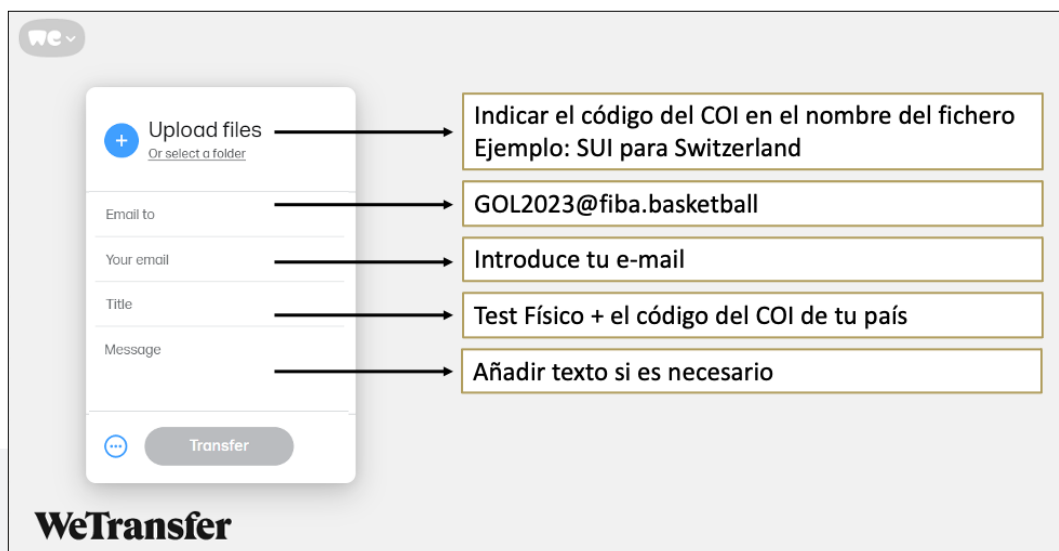 we
Upload files
Or select a folder
Indicar el código del COI en el nombre del fichero
Ejemplo: SUI para Switzerland
Email to
GOL2023@fiba.basketball
Your email
Introduce tu e-mail
Title
Test Físico + el código del COI de tu país
Message
Añadir texto si es necesario
Transfer
WeTransfer